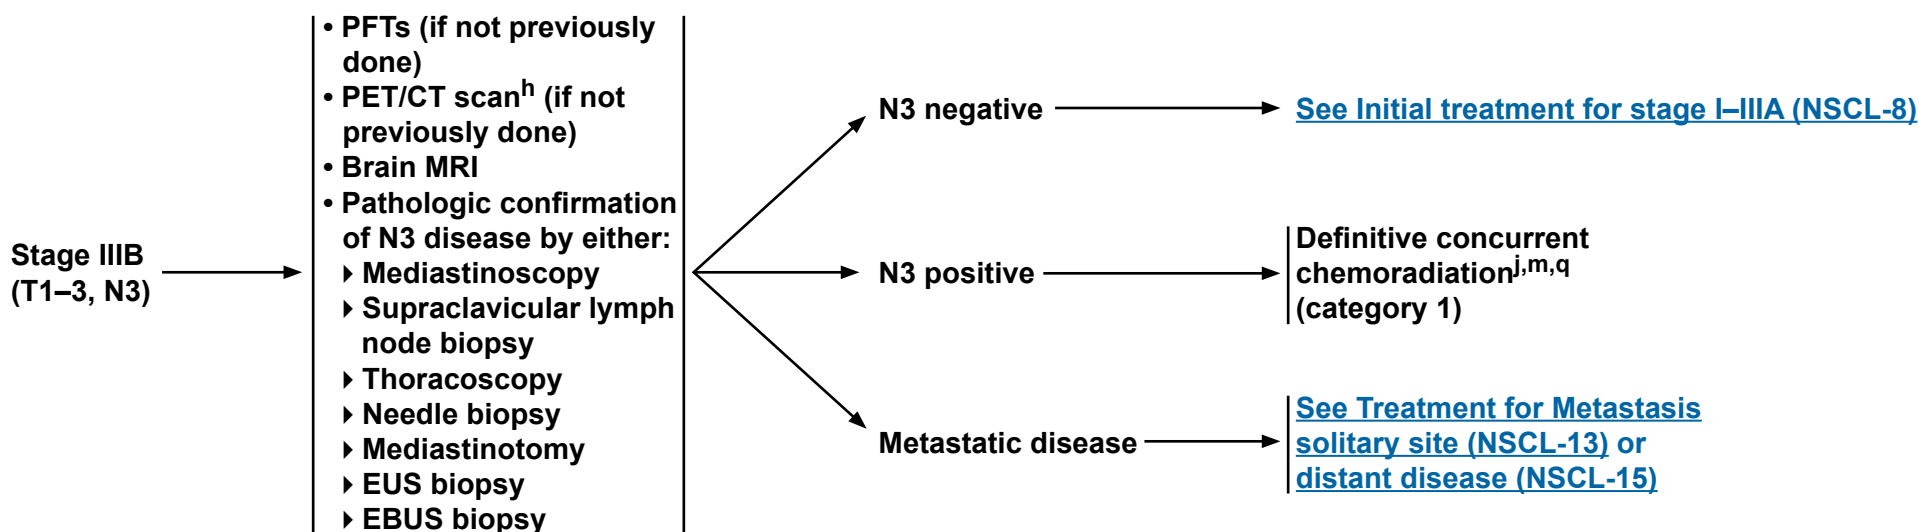 Stage IIIB
(T1–3, N3)
• PFTs (if not previously
done)
• PET/CT scanʰ (if not
previously done)
• Brain MRI
• Pathologic confirmation
of N3 disease by either:
▸ Mediastinoscopy
▸ Supraclavicular lymph
node biopsy
▸ Thoracoscopy
▸ Needle biopsy
▸ Mediastinotomy
▸ EUS biopsy
▸ EBUS biopsy
N3 negative
See Initial treatment for stage I–IIIA (NSCL-8)
N3 positive
Definitive concurrent
chemoradiationj,m,q
(category 1)
Metastatic disease
See Treatment for Metastasis
solitary site (NSCL-13) or
distant disease (NSCL-15)